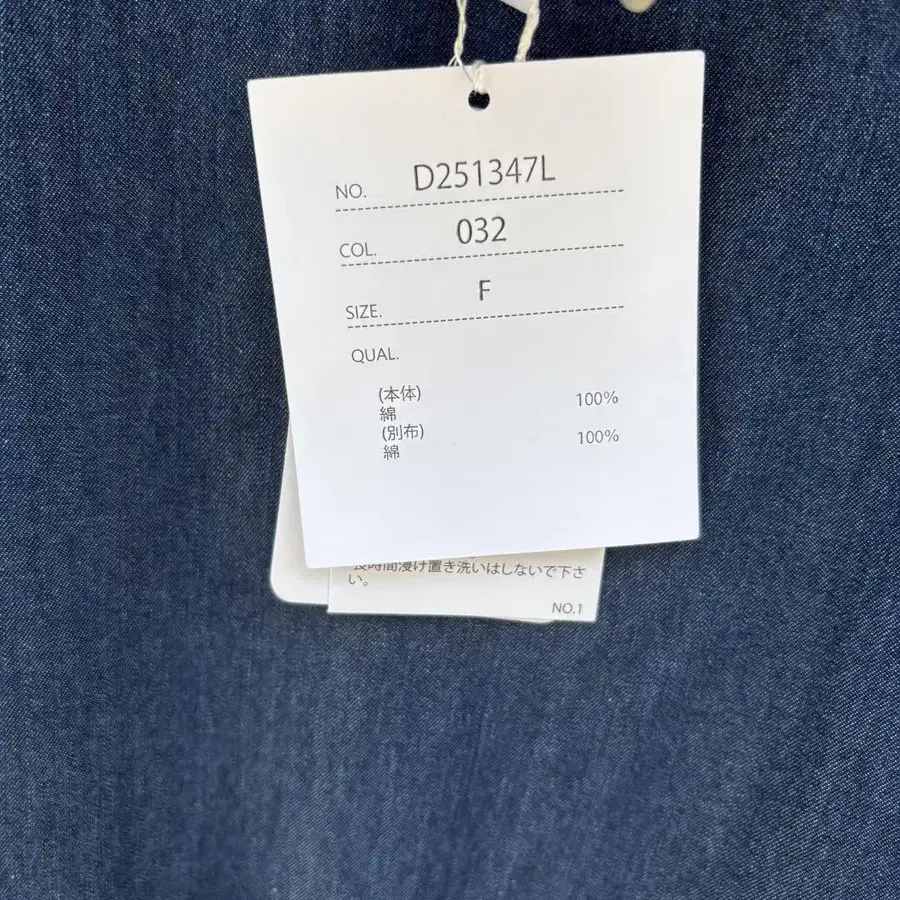 NO. D251347L
COL. 032
SIZE. F
QUAL.
(本体)
綿 100%
(別布)
綿 100%
長時間浸け置き洗いはしないで下さ
い。
NO.1